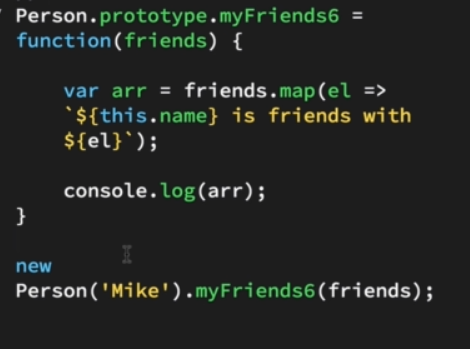 Person.prototype.myFriends6 =
function(friends) {
var arr = friends.map(el =>
`${this.name} is friends with
${el}`);
console.log(arr);
}
new
Person('Mike').myFriends6(friends);